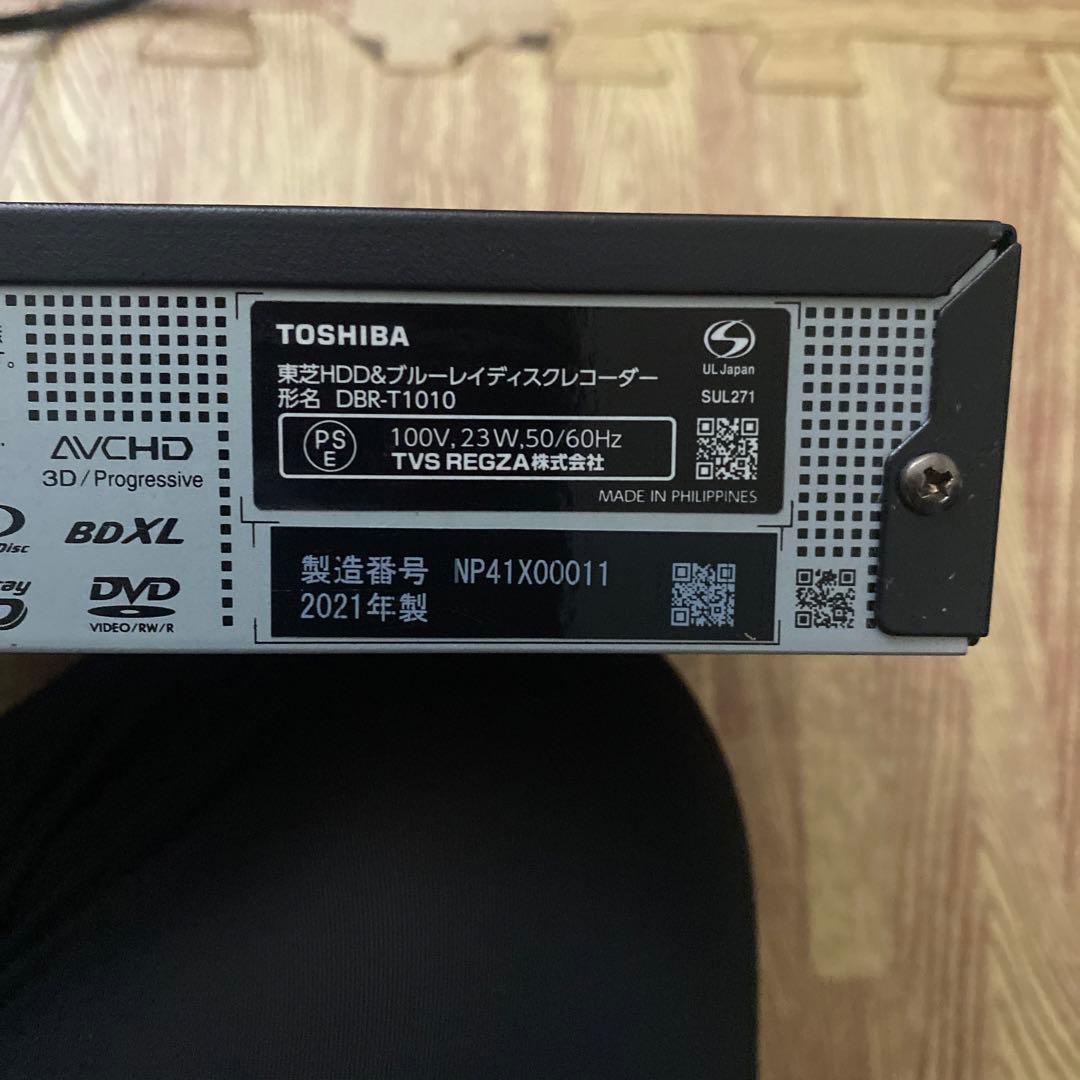 TOSHIBA
東芝HDD&ブルーレイディスクレコーダー
形名 DBR-T1010
PS
E
100V, 23W, 50/60Hz
TVS REGZA株式会社
MADE IN PHILIPPINES
UL Japan
SUL271
す。
AVCHD
3D/Progressive
Disc
BDXL
ray
DVD
VIDEO/RW/R
製造番号 NP41X00011
2021年製